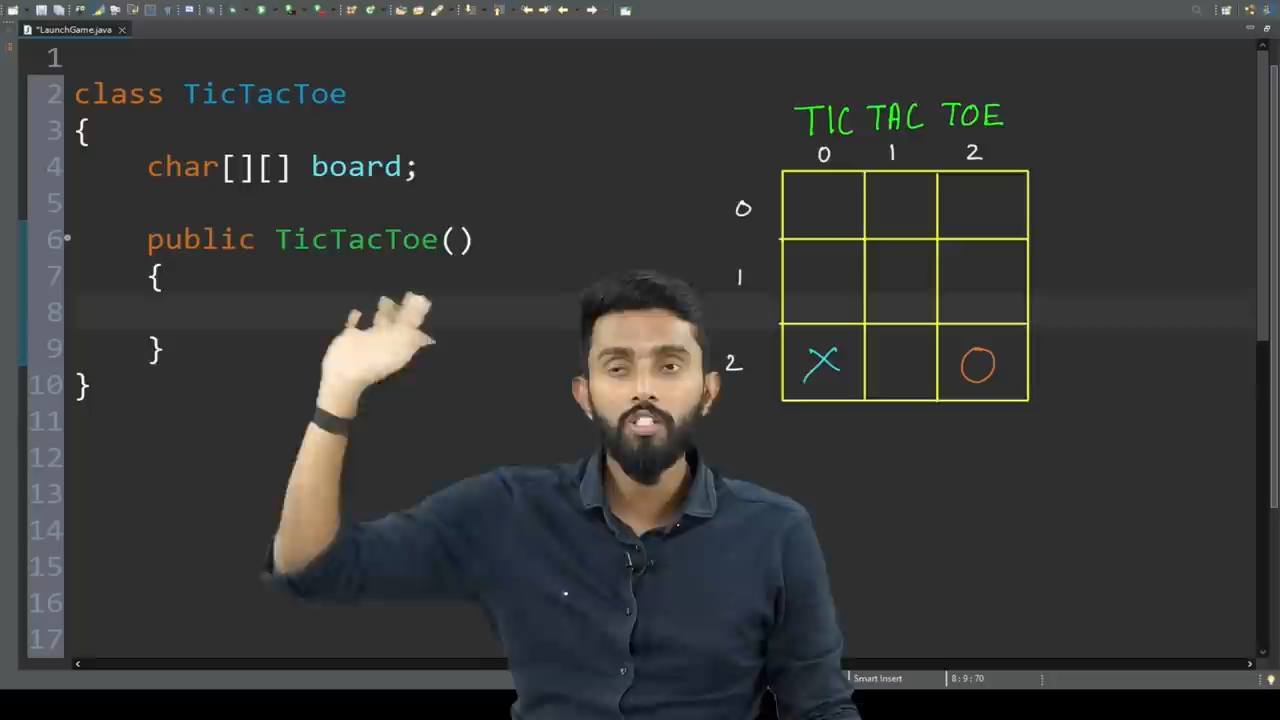 *LaunchGame.java
1
2 class TicTacToe
3 {
4 char[][] board;
5
6 public TicTacToe()
7 {
8
9 }
10 }
11
12
13
14
15
16
17
TIC TAC TOE
0 1 2
0
1
2 X O
Smart Insert 8:9:70